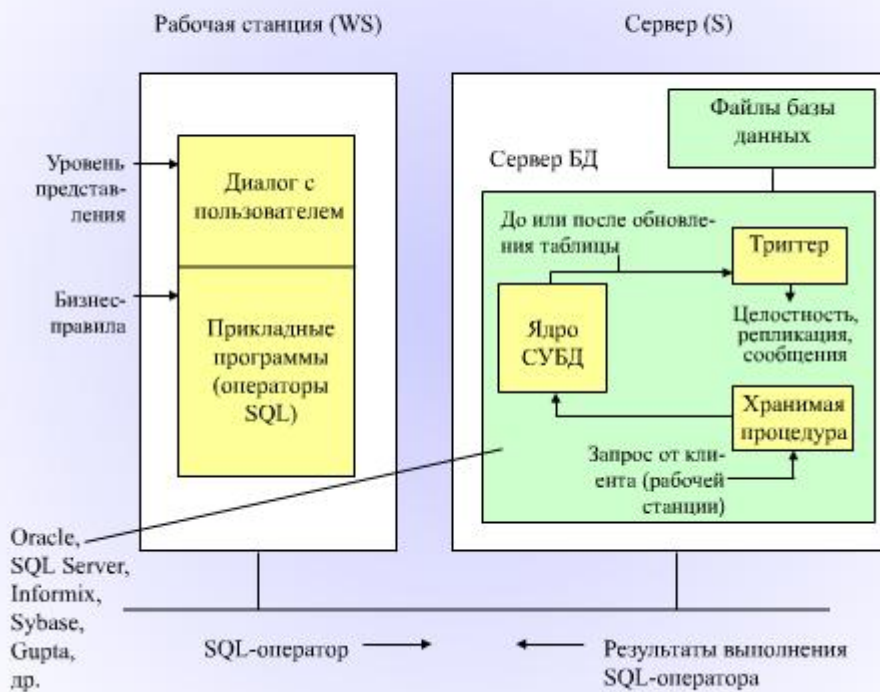 Рабочая станция (WS)
Сервер (S)
Уровень
представ-
ления
Диалог с
пользователем
Бизнес-
правила
Прикладные
программы
(операторы
SQL)
Файлы базы
данных
Сервер БД
До или после обновле-
ния таблицы
Триггер
Целостность,
репликация,
сообщения
Ядро
СУБД
Хранимая
процедура
Запрос от кли-
ента (рабочей
станции)
Oracle,
SQL Server,
Informix,
Sybase,
Gupta,
др.
SQL-оператор
Результаты выполнения
SQL-оператора